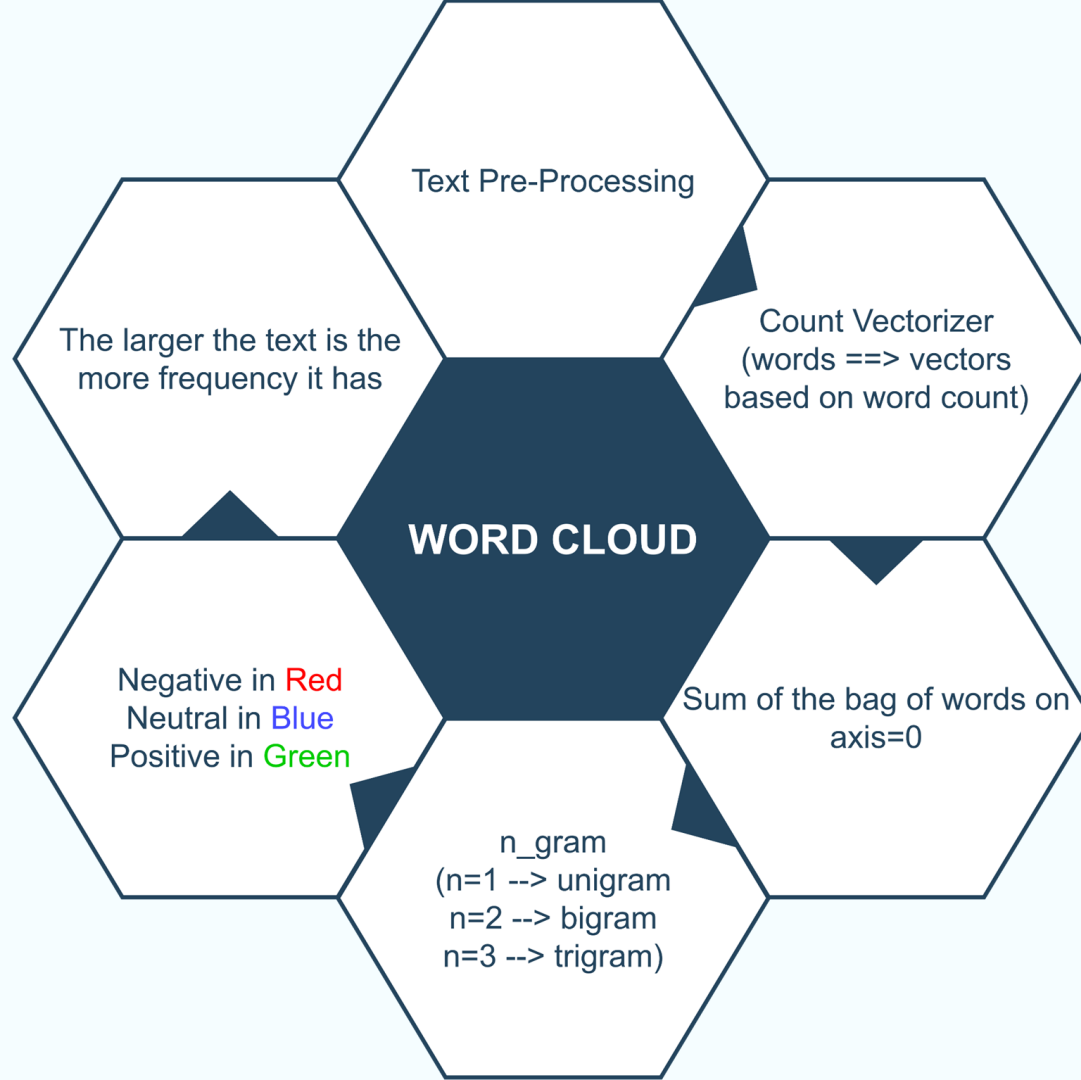 Text Pre-Processing
Count Vectorizer
(words ==> vectors
based on word count)
Sum of the bag of words on
axis=0
n_gram
(n=1 --> unigram
n=2 --> bigram
n=3 --> trigram)
Negative in Red
Neutral in Blue
Positive in Green
The larger the text is the
more frequency it has
WORD CLOUD